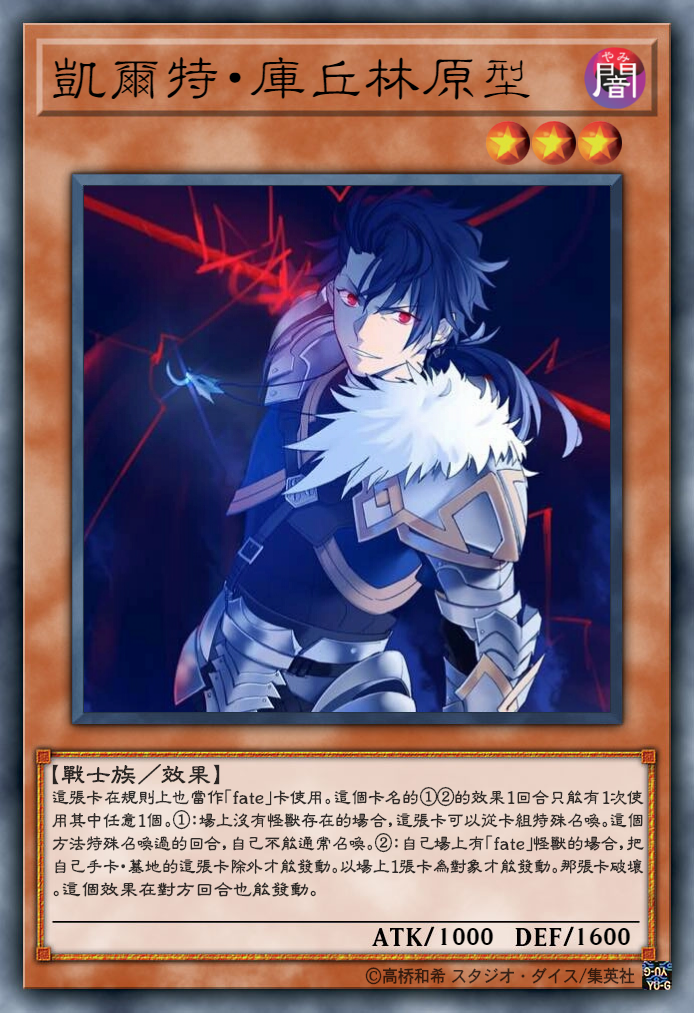 凱爾特・庫丘林原型
やみ
闇
【戰士族／效果】
這張卡在規則上也當作｢fate｣卡使用。這個卡名的①②的效果1回合只能有1次使
用其中任意1個。①:場上沒有怪獸存在的場合,這張卡可以從卡組特殊召喚。這個
方法特殊召喚過的回合,自己不能通常召喚。②:自己場上有｢fate｣怪獸的場合,把
自己手卡・墓地的這張卡除外才能發動。以場上1張卡為對象才能發動。那張卡破壞
。這個效果在對方回合也能發動。
ATK/1000 DEF/1600
©高桥和希 スタジオ・ダイス/集英社
YU-G
YU-G